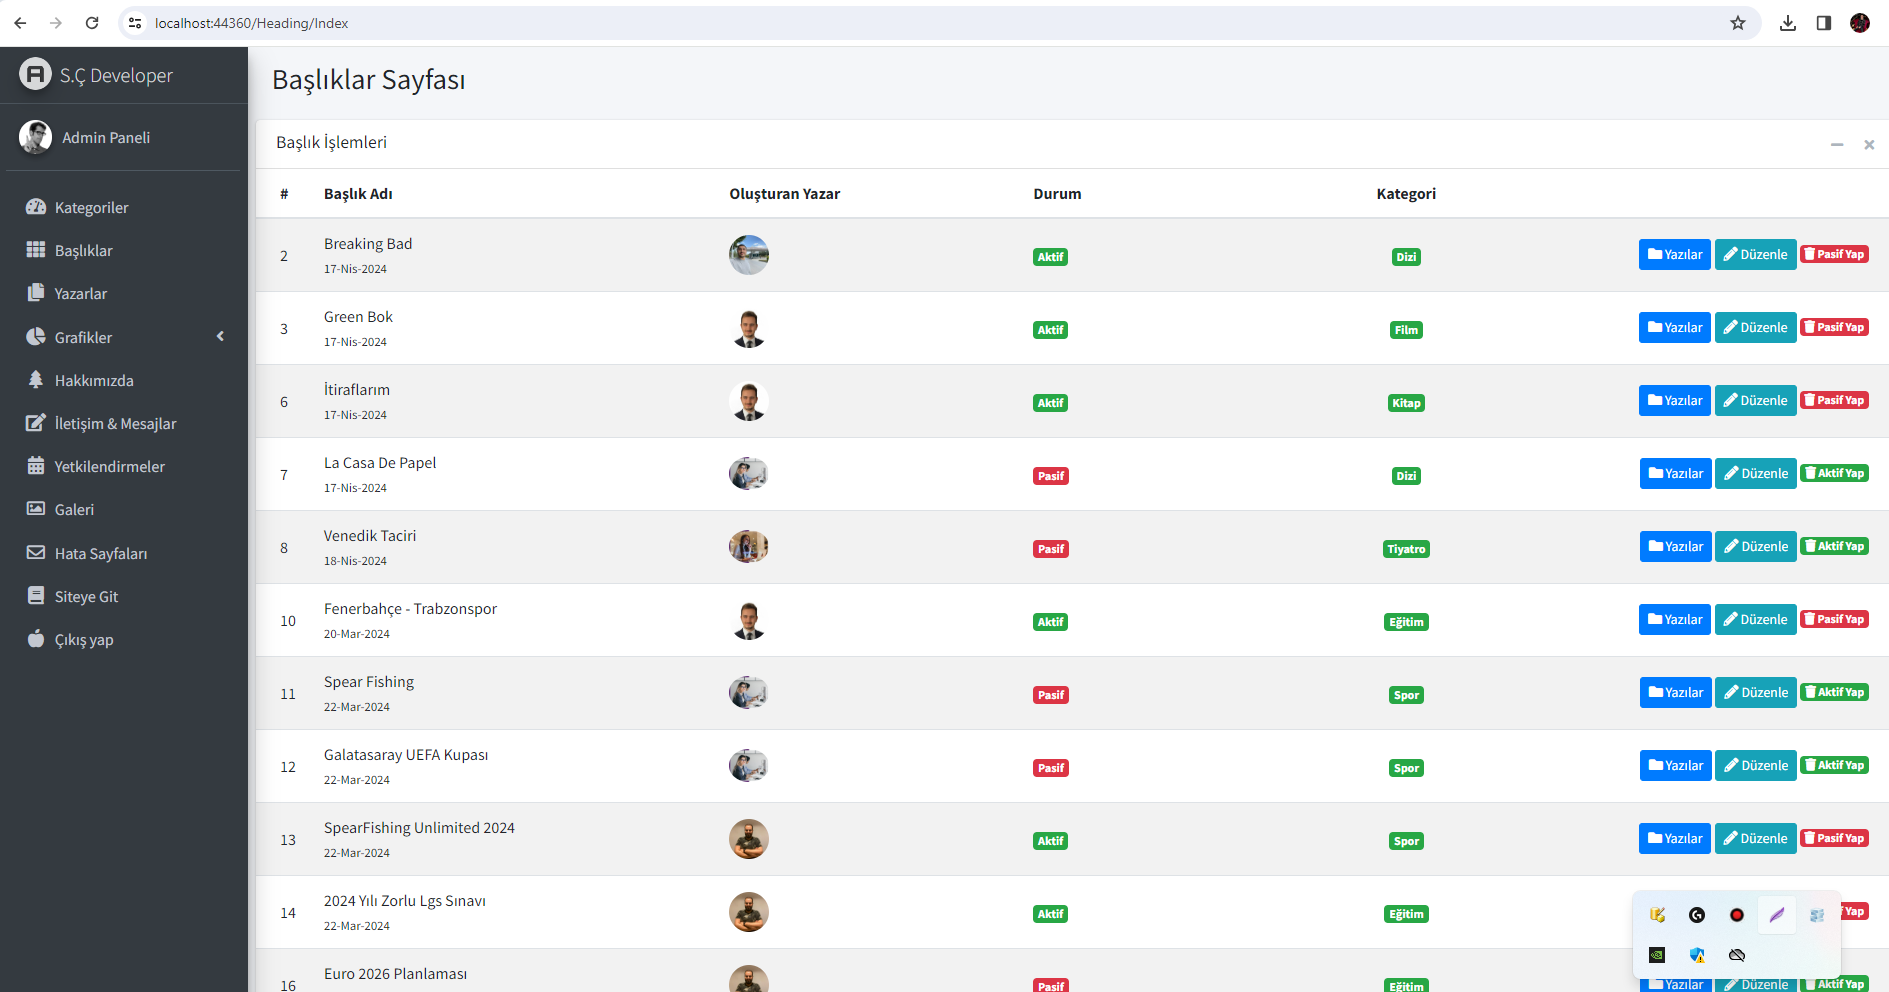 localhost:44360/Heading/Index
S.Ç Developer
Admin Paneli
Kategoriler
Başlıklar
Yazarlar
Grafikler
Hakkımızda
İletişim & Mesajlar
Yetkilendirmeler
Galeri
Hata Sayfaları
Siteye Git
Çıkış yap
Başlıklar Sayfası
Başlık İşlemleri
# Başlık Adı Oluşturan Yazar Durum Kategori
2 Breaking Bad Aktif Dizi Yazılar Düzenle Pasif Yap
17-Nis-2024
3 Green Bok Aktif Film Yazılar Düzenle Pasif Yap
17-Nis-2024
6 İtiraflarım Aktif Kitap Yazılar Düzenle Pasif Yap
17-Nis-2024
7 La Casa De Papel Pasif Dizi Yazılar Düzenle Aktif Yap
17-Nis-2024
8 Venedik Taciri Pasif Tiyatro Yazılar Düzenle Aktif Yap
18-Nis-2024
10 Fenerbahçe - Trabzonspor Aktif Eğitim Yazılar Düzenle Pasif Yap
20-Mar-2024
11 Spear Fishing Pasif Spor Yazılar Düzenle Aktif Yap
22-Mar-2024
12 Galatasaray UEFA Kupası Pasif Spor Yazılar Düzenle Aktif Yap
22-Mar-2024
13 SpearFishing Unlimited 2024 Aktif Spor Yazılar Düzenle Pasif Yap
22-Mar-2024
14 2024 Yılı Zorlu Lgs Sınavı Aktif Eğitim Yap
22-Mar-2024
16 Euro 2026 Planlaması Pasif Eğitim Yazılar Düzenle Aktif Yap